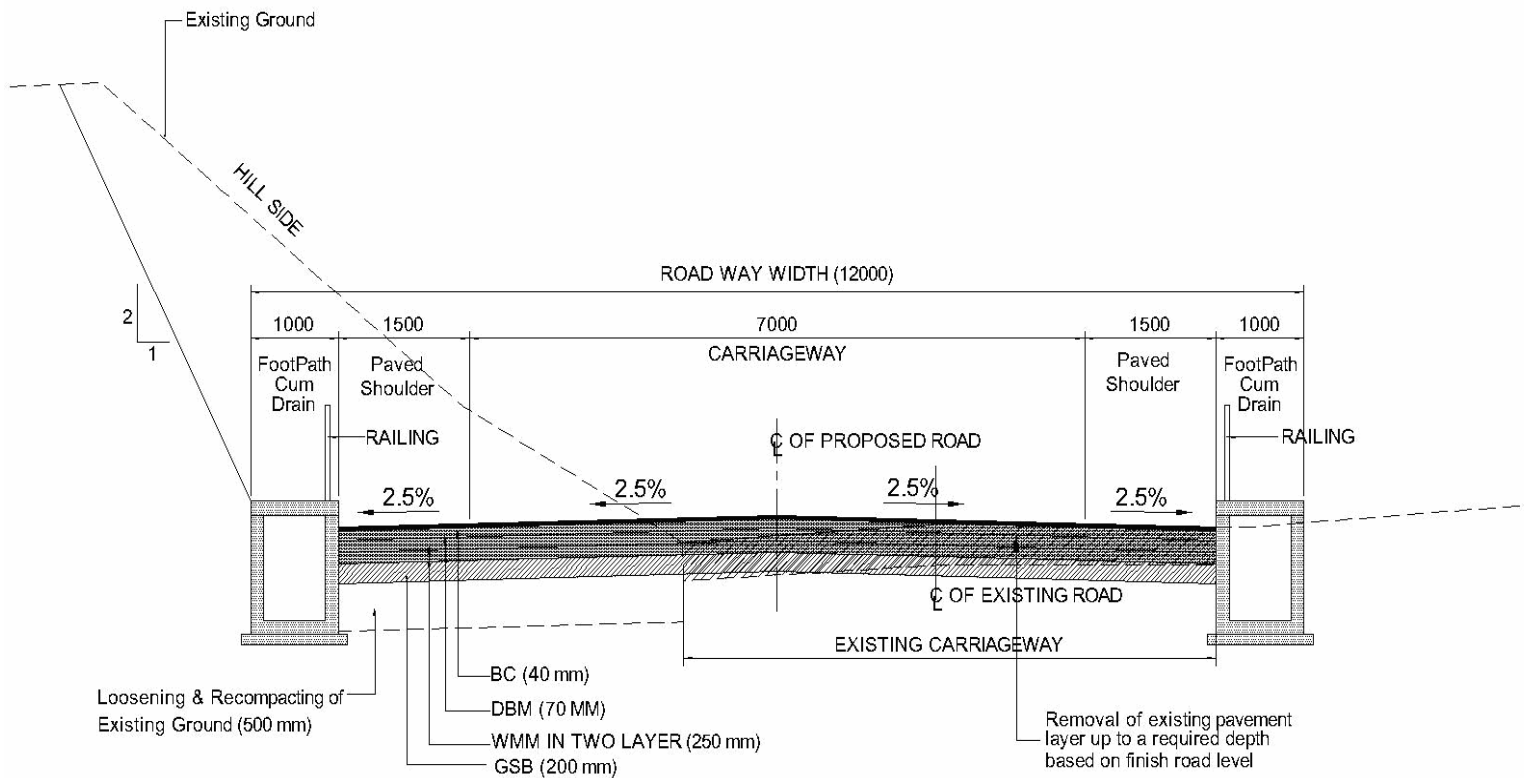 Existing Ground
HILL SIDE
ROAD WAY WIDTH (12000)
2
1
1000
1500
7000
1500
1000
FootPath
Cum
Drain
Paved
Shoulder
CARRIAGEWAY
Paved
Shoulder
FootPath
Cum
Drain
RAILING
℄ OF PROPOSED ROAD
RAILING
2.5%
2.5%
2.5%
2.5%
℄ OF EXISTING ROAD
EXISTING CARRIAGEWAY
BC (40 mm)
DBM (70 MM)
WMM IN TWO LAYER (250 mm)
GSB (200 mm)
Loosening & Recompacting of
Existing Ground (500 mm)
Removal of existing pavement
layer up to a required depth
based on finish road level